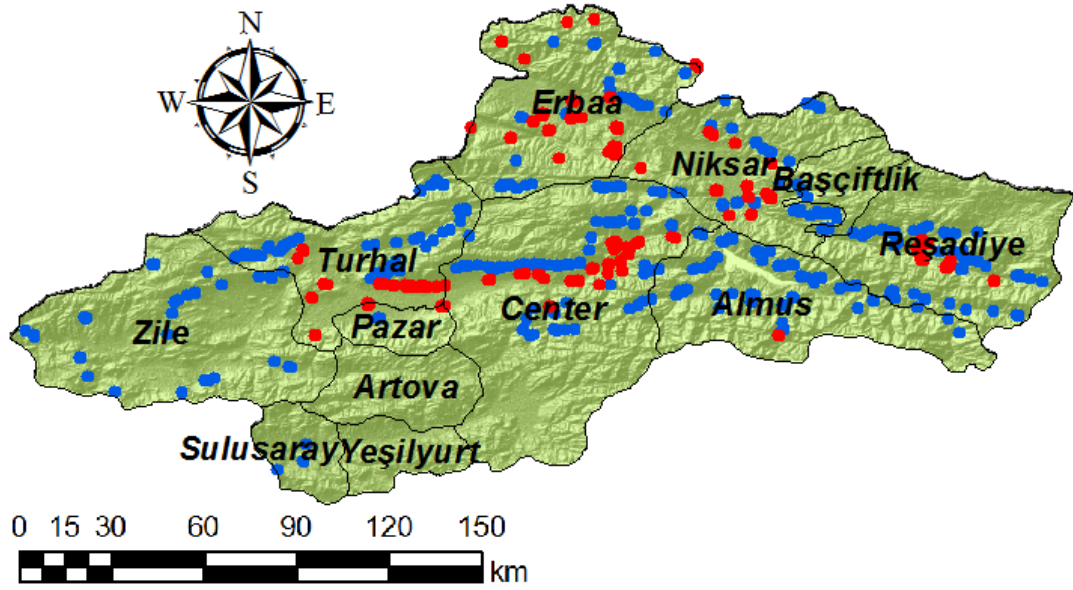 N
W E
S
Erbaa
Niksar
Başçiftlik
Reşadiye
Turhal
Center
Almus
Zile
Pazar
Artova
Sulusaray
Yeşilyurt
0 15 30 60 90 120 150
km